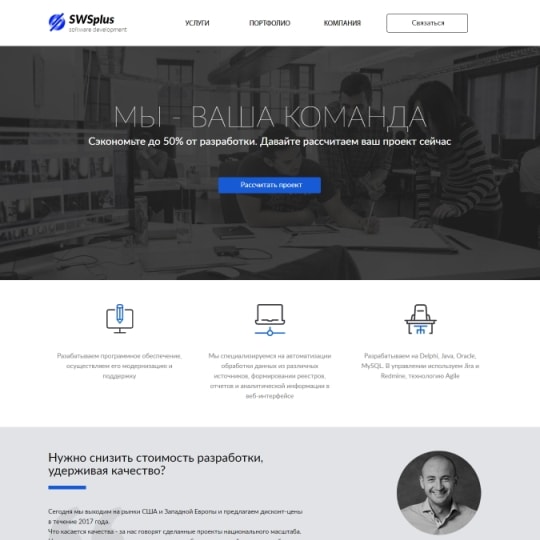 SWSplus
software development
УСЛУГИ
ПОРТФОЛИО
КОМПАНИЯ
Связаться
МЫ - ВАША КОМАНДА
Сэкономьте до 50% от разработки. Давайте рассчитаем ваш проект сейчас
Рассчитать проект
Разабатываем программное обеспечение,
осуществляем его модернизацию и
поддержку
Мы специализируемся на автоматизации
обработки данных из различных
источников, формировании реестров,
отчетов и аналитической информации в
веб-интерфейсе
Разрабатываем на Delphi, Java, Oracle,
MySQL. В управлении используем Jira и
Redmine, технологию Agile
Нужно снизить стоимость разработки,
удерживая качество?
Сегодня мы выходим на рынки США и Западной Европы и предлагаем дисконт-цены
в течение 2017 года.
Что касается качества - за нас говорят сделанные проекты национального масштаба.